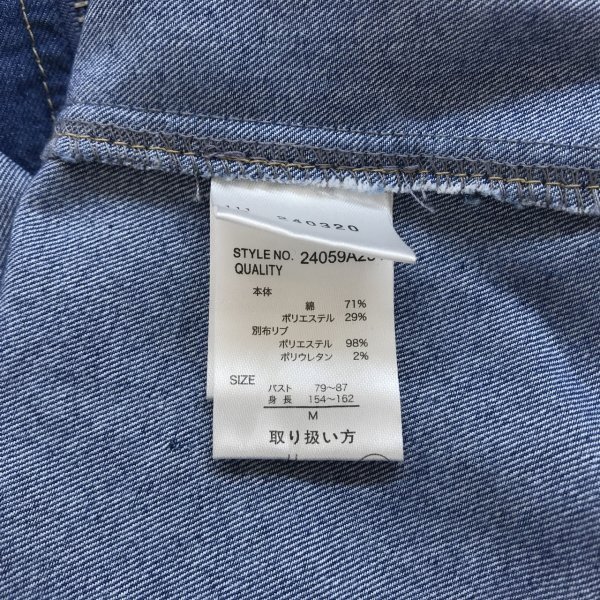 240320
STYLE NO. 24059A
QUALITY
本体
綿 71%
ポリエステル 29%
別布リブ
ポリエステル 98%
ポリウレタン 2%
SIZE
バスト 79～87
身長 154～162
M
取り扱い方